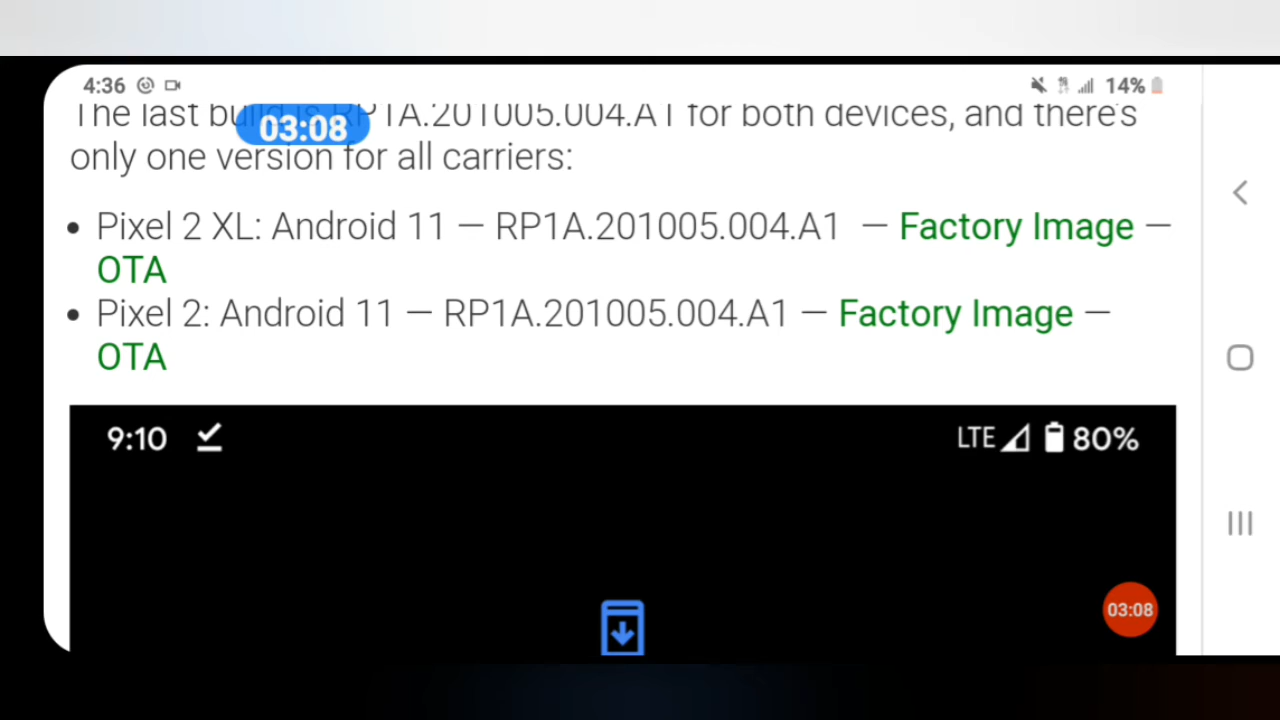 4:36 14%
The last build is RP1A.201005.004.A1 for both devices, and there's
03:08
only one version for all carriers:
• Pixel 2 XL: Android 11 — RP1A.201005.004.A1 — Factory Image —
OTA
• Pixel 2: Android 11 — RP1A.201005.004.A1 — Factory Image —
OTA
9:10 LTE 80%
03:08